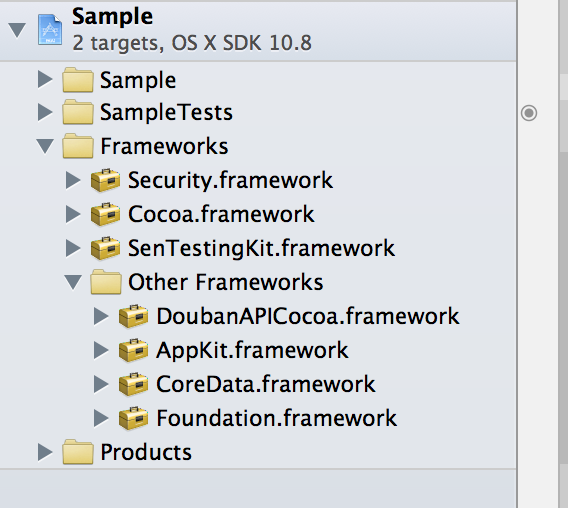 Sample
2 targets, OS X SDK 10.8
Sample
SampleTests
Frameworks
Security.framework
Cocoa.framework
SenTestingKit.framework
Other Frameworks
DoubanAPICocoa.framework
AppKit.framework
CoreData.framework
Foundation.framework
Products